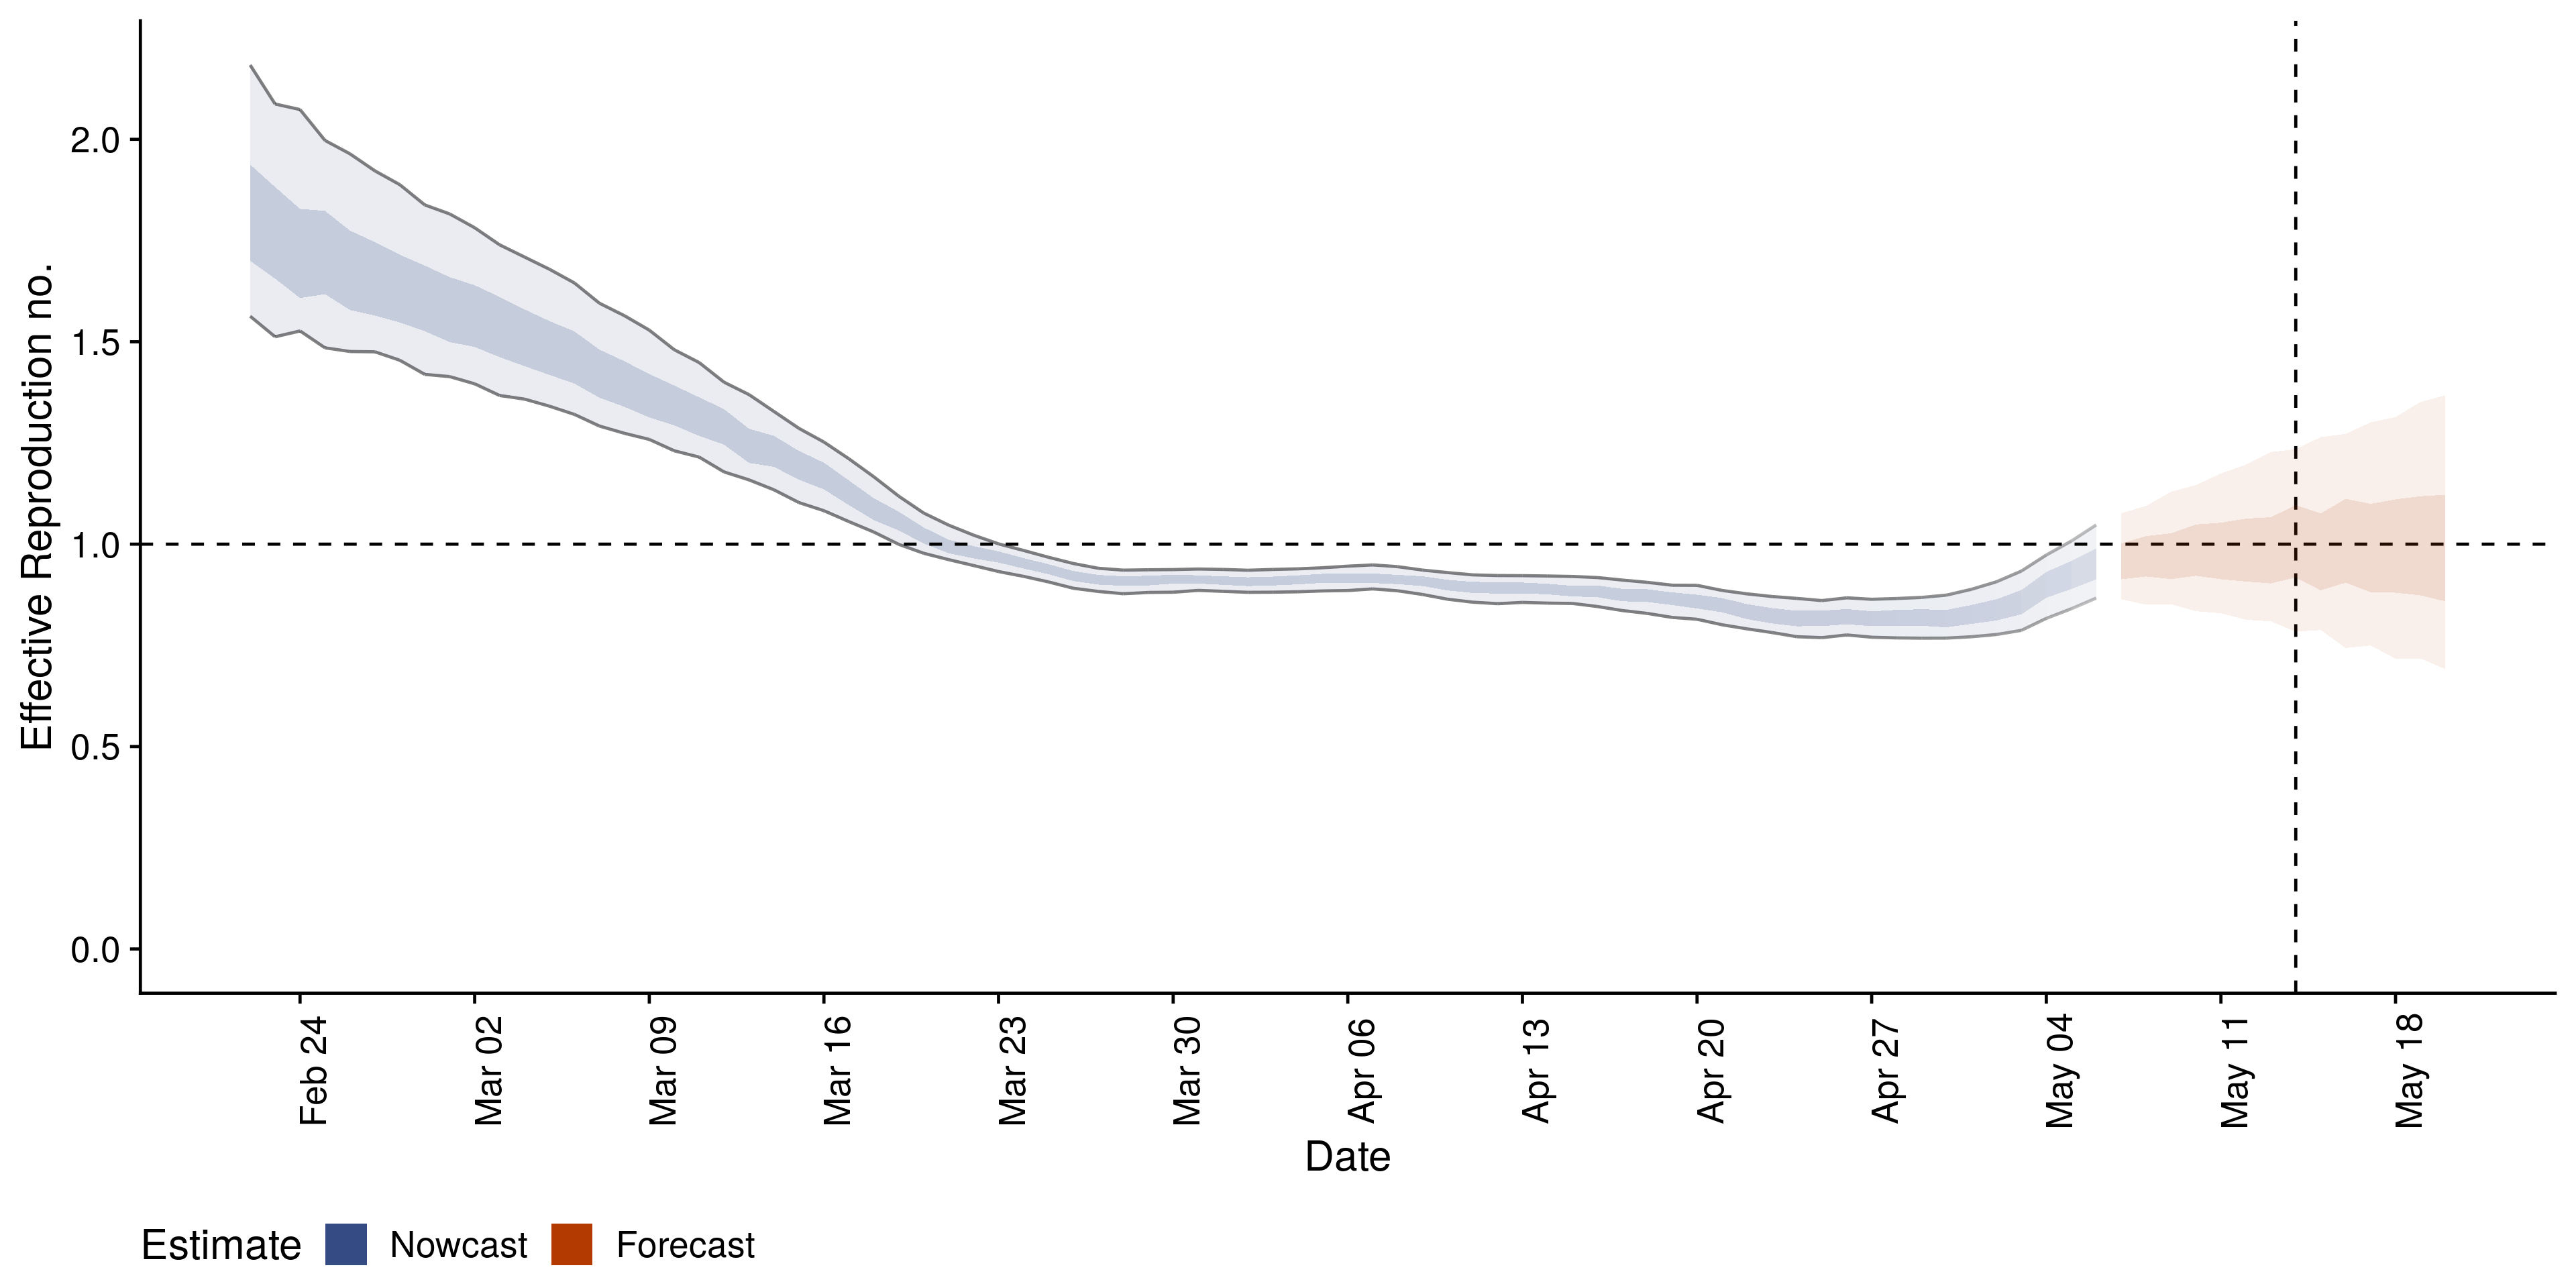 Effective Reproduction no.
2.0
1.5
1.0
0.5
0.0
Feb 24
Mar 02
Mar 09
Mar 16
Mar 23
Mar 30
Apr 06
Apr 13
Apr 20
Apr 27
May 04
May 11
May 18
Date
Estimate Nowcast Forecast